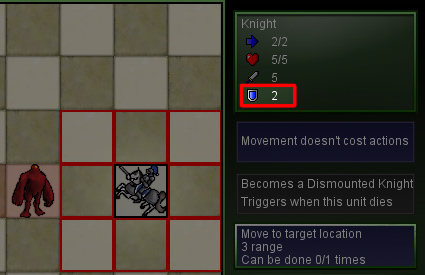 Knight
2/2
5/5
5
2
Movement doesn't cost actions
Becomes a Dismounted Knight
Triggers when this unit dies
Move to target location
3 range
Can be done 0/1 times